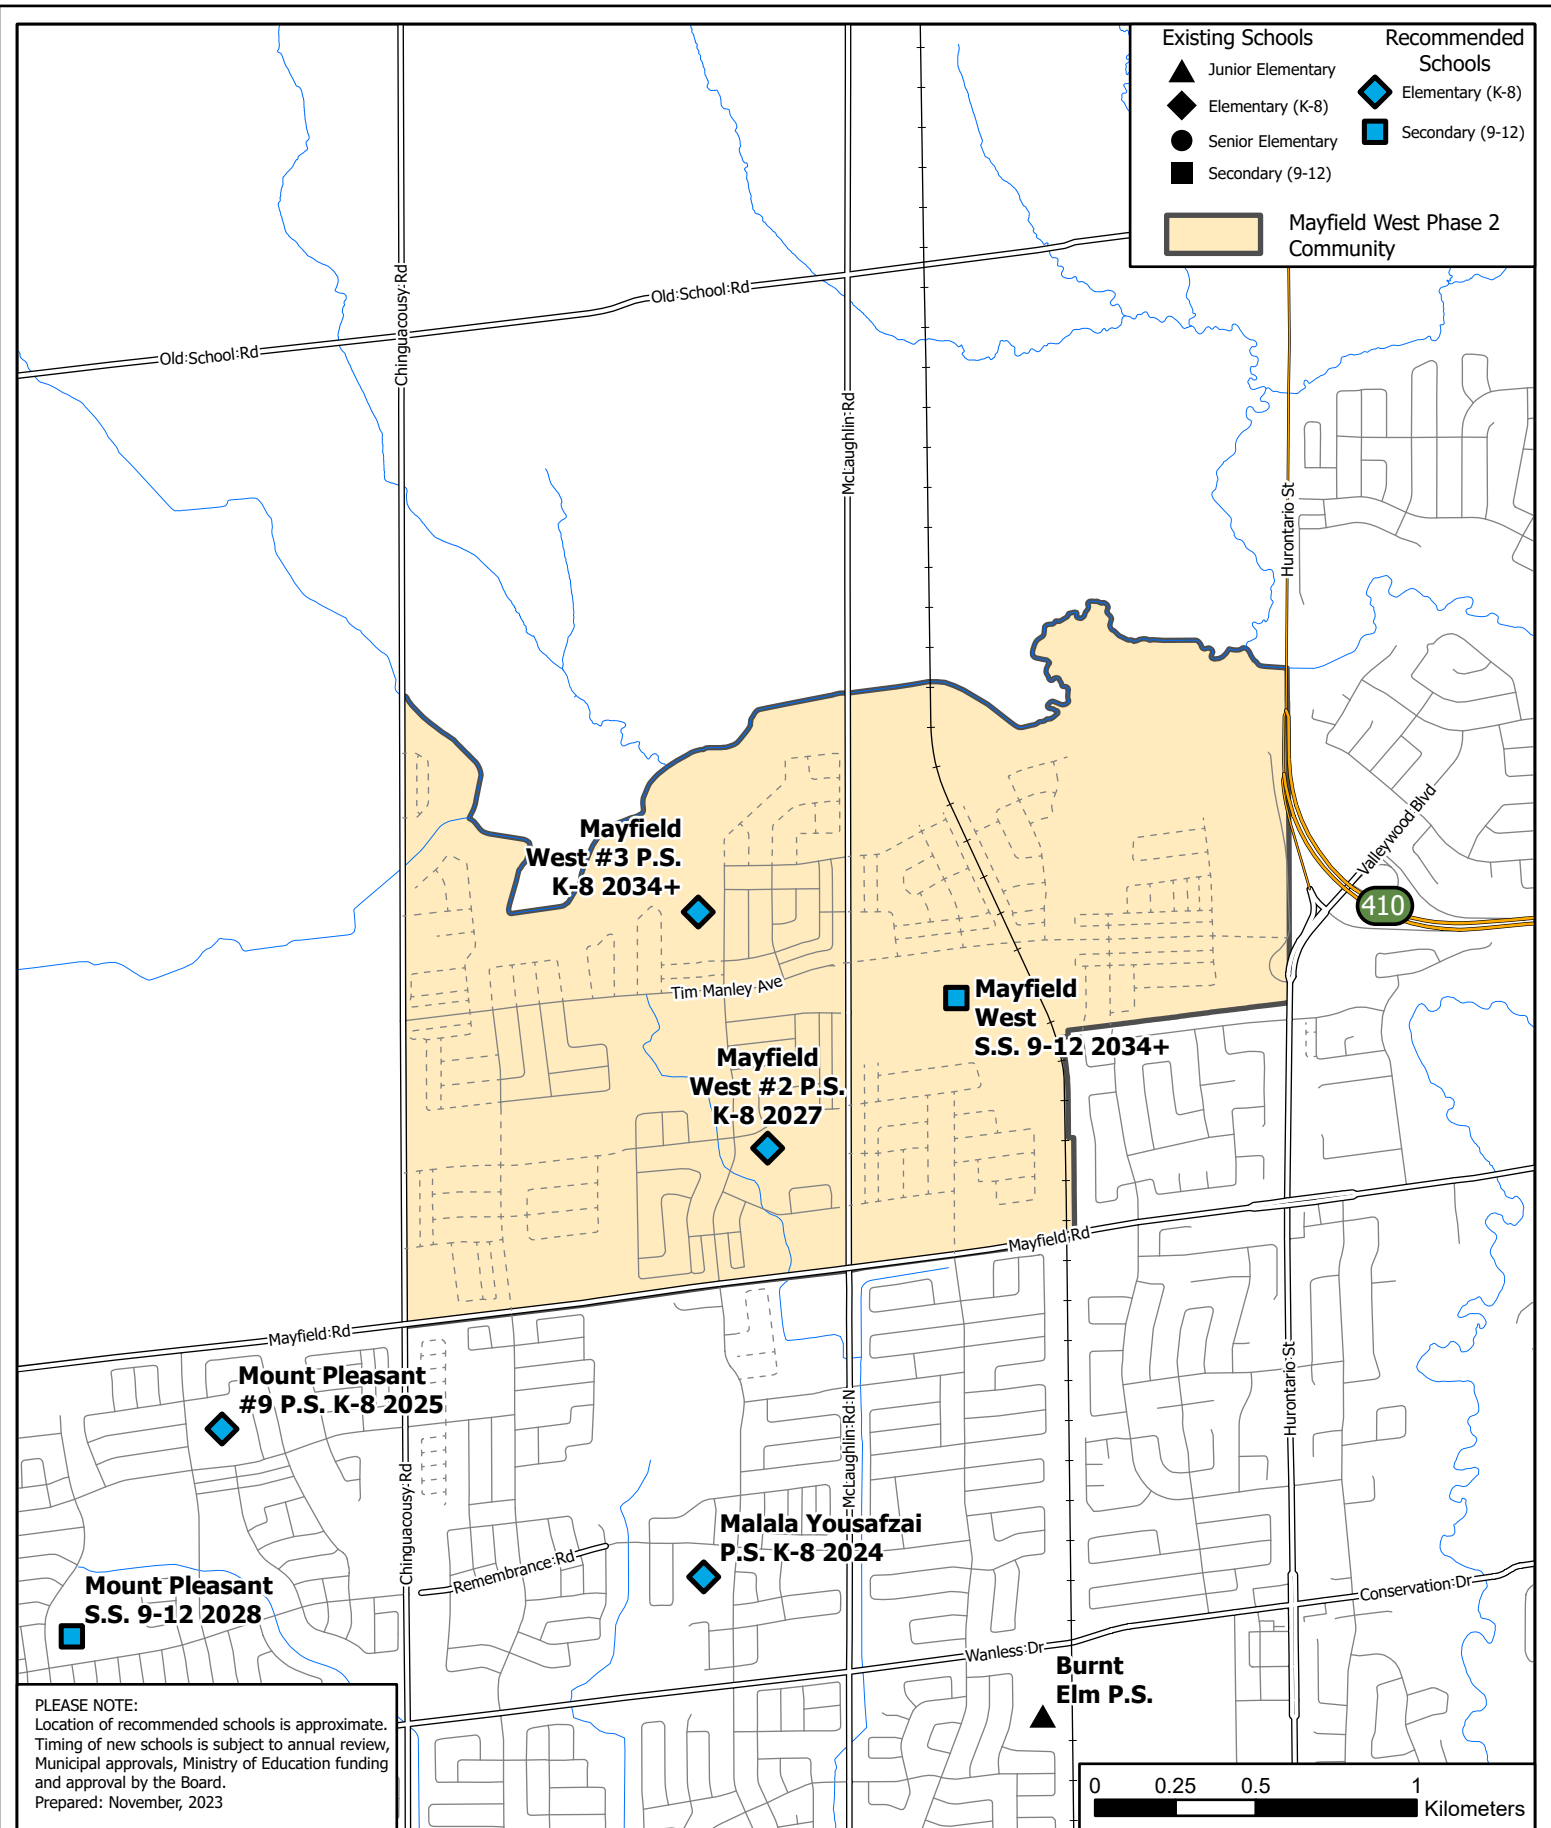 Existing Schools
Junior Elementary
Elementary (K-8)
Senior Elementary
Secondary (9-12)
Recommended
Schools
Elementary (K-8)
Secondary (9-12)
Mayfield West Phase 2
Community
Old School Rd
Old School Rd
Chinguacousy Rd
McLaughlin Rd
Hurontario St
Valleywood Blvd
410
Mayfield
West #3 P.S.
K-8 2034+
Tim Manley Ave
Mayfield
West
S.S. 9-12 2034+
Mayfield
West #2 P.S.
K-8 2027
Mayfield Rd
Mayfield Rd
Mount Pleasant
#9 P.S. K-8 2025
Chinguacousy Rd
McLaughlin Rd N
Hurontario St
Malala Yousafzai
P.S. K-8 2024
Remembrance Rd
Mount Pleasant
S.S. 9-12 2028
Conservation Dr
Wanless Dr
Burnt
Elm P.S.
PLEASE NOTE:
Location of recommended schools is approximate.
Timing of new schools is subject to annual review,
Municipal approvals, Ministry of Education funding
and approval by the Board.
Prepared: November, 2023
0 0.25 0.5 1
Kilometers